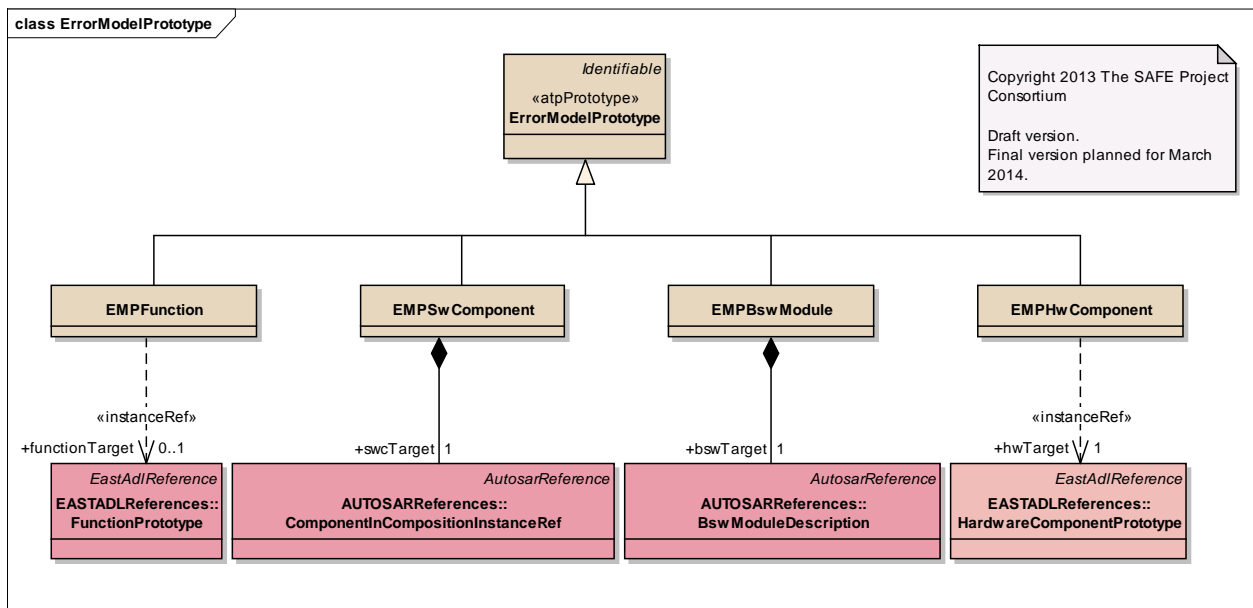 class ErrorModelPrototype
Identifiable
«atpPrototype»
ErrorModelPrototype
Copyright 2013 The SAFE Project
Consortium
Draft version.
Final version planned for March
2014.
EMPFunction
EMPSwComponent
EMPBswModule
EMPHwComponent
«instanceRef»
«instanceRef»
+functionTarget 0..1
+swcTarget 1
+bswTarget 1
+hwTarget 1
EastAdlReference
EASTADLReferences::
FunctionPrototype
AutosarReference
AUTOSARReferences::
ComponentInCompositionInstanceRef
AutosarReference
AUTOSARReferences::
BswModuleDescription
EastAdlReference
EASTADLReferences::
HardwareComponentPrototype